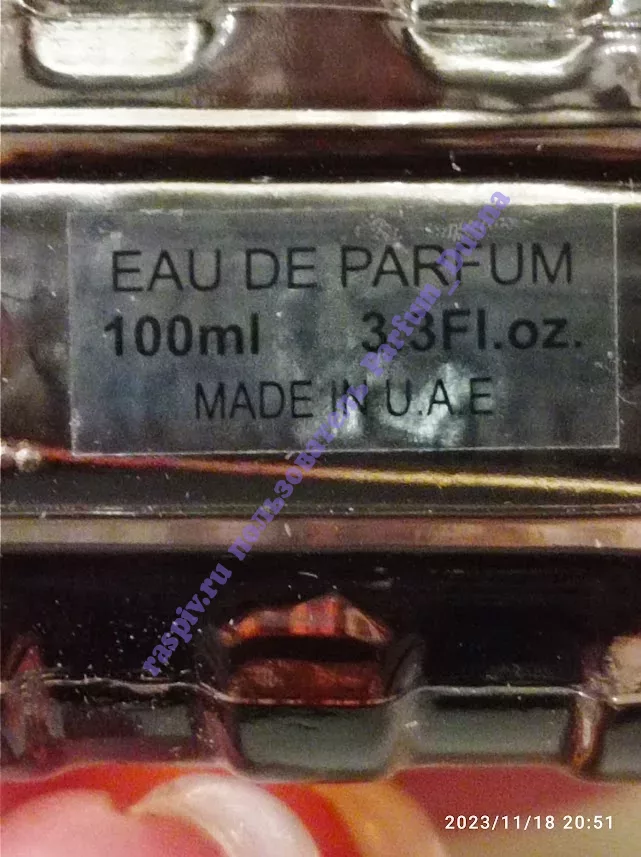 EAU DE PARFUM
100ml 3.3Fl.oz.
MADE IN U.A.E
raspiv.ru пользователь Parfum_Dubna
2023/11/18 20:51